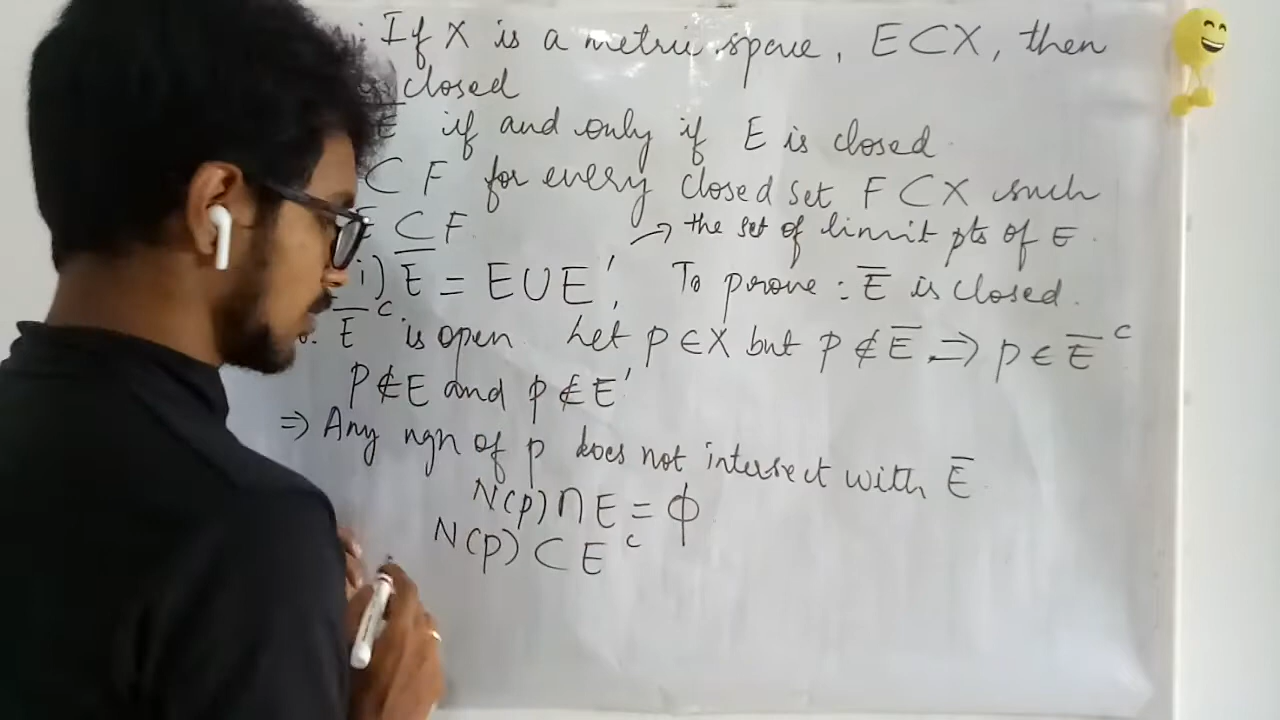 : If X is a metric space, E ⊂ X, then
closed
E if and only if E is closed.
⊂ F for every closed set F ⊂ X such
E ⊂ F.
→ the set of limit pts of E.
i) E̅ = E ∪ E′, To prove : E̅ is closed.
E̅ᶜ is open. Let p ∈ X but p ∉ E̅ ⇒ p ∈ E̅ᶜ
p ∉ E and p ∉ E′
⇒ Any ngh of p does not intersect with E̅.
N(p) ∩ E = ϕ
N(p) ⊂ Eᶜ